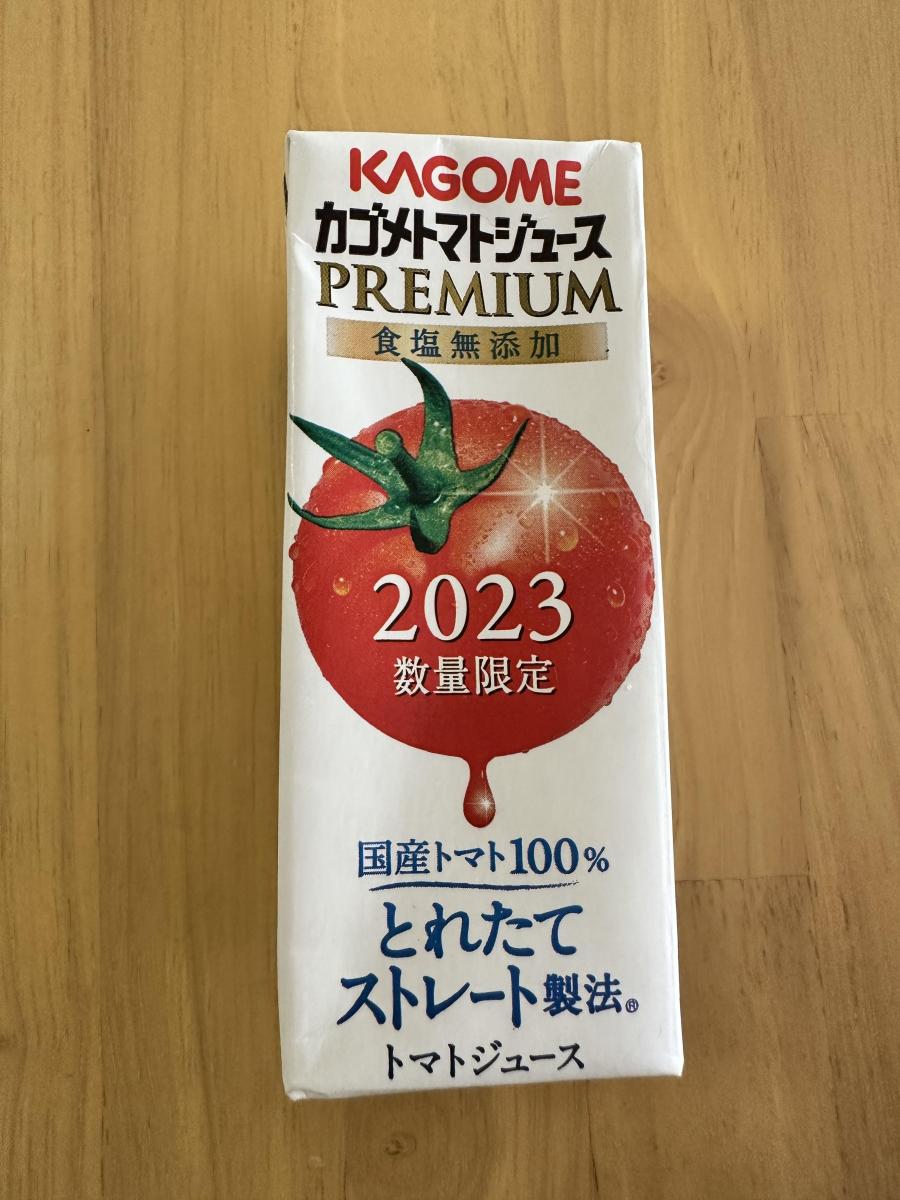 KAGOME
カゴメトマトジュース
PREMIUM
食塩無添加
2023
数量限定
国産トマト100%
とれたて
ストレート製法®
トマトジュース